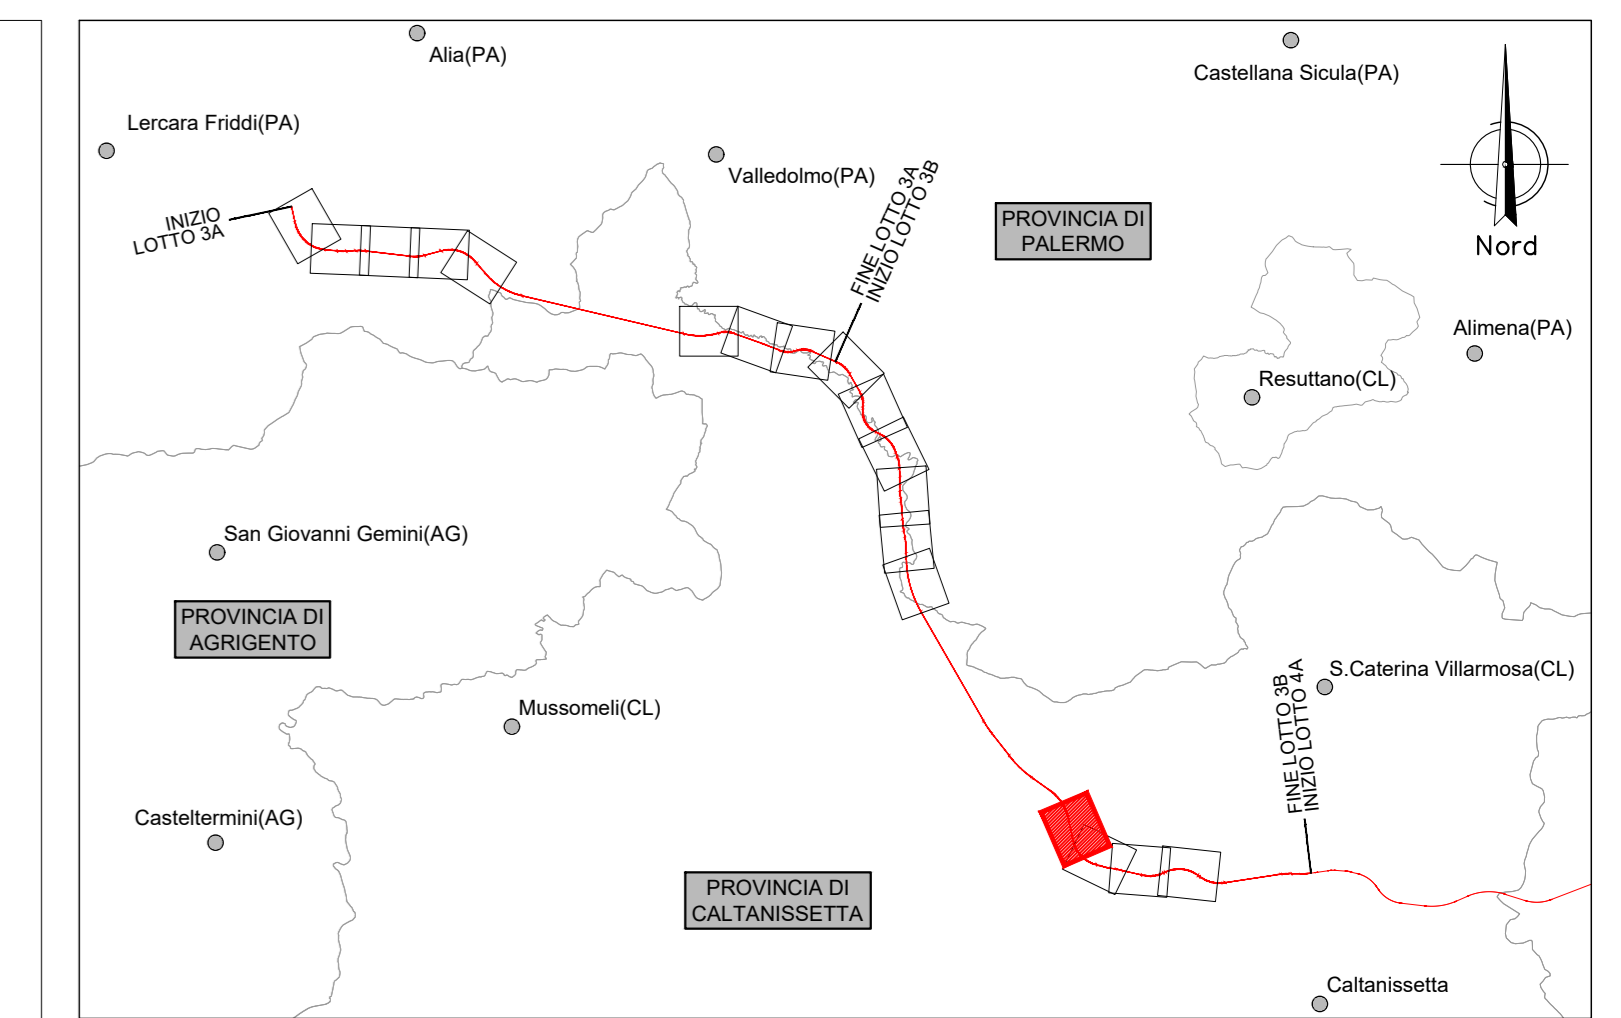 Alia(PA)
Castellana Sicula(PA)
Lercara Friddi(PA)
Valledolmo(PA)
INIZIO
LOTTO 3A
FINE LOTTO 3A
INIZIO LOTTO 3B
PROVINCIA DI
PALERMO
Nord
Alimena(PA)
Resuttano(CL)
San Giovanni Gemini(AG)
PROVINCIA DI
AGRIGENTO
S.Caterina Villarmosa(CL)
Mussomeli(CL)
FINE LOTTO 3B
INIZIO LOTTO 4A
Casteltermini(AG)
PROVINCIA DI
CALTANISSETTA
Caltanissetta